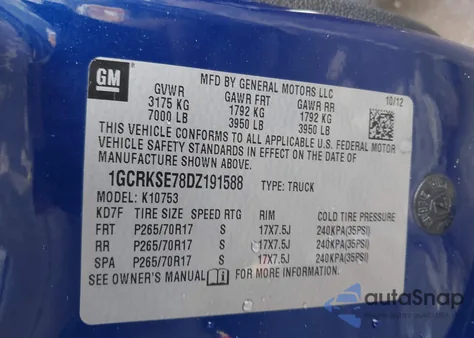 GM
MFD BY GENERAL MOTORS LLC
10/12
GVWR GAWR FRT GAWR RR
3175 KG 1792 KG 1792 KG
7000 LB 3950 LB 3950 LB
THIS VEHICLE CONFORMS TO ALL APPLICABLE U.S. FEDERAL MOTOR
VEHICLE SAFETY STANDARDS IN EFFECT ON THE DATE OF
MANUFACTURE SHOWN ABOVE.
1GCRKSE78DZ191588 TYPE: TRUCK
MODEL: K10753
KD7F TIRE SIZE SPEED RTG RIM COLD TIRE PRESSURE
FRT P265/70R17 S 17X7.5J 240KPA(35PSI)
RR P265/70R17 S 17X7.5J 240KPA(35PSI)
SPA P265/70R17 S 17X7.5J 240KPA(35PSI)
SEE OWNER'S MANUAL
FOR MORE INFORMATION.
autoSnap